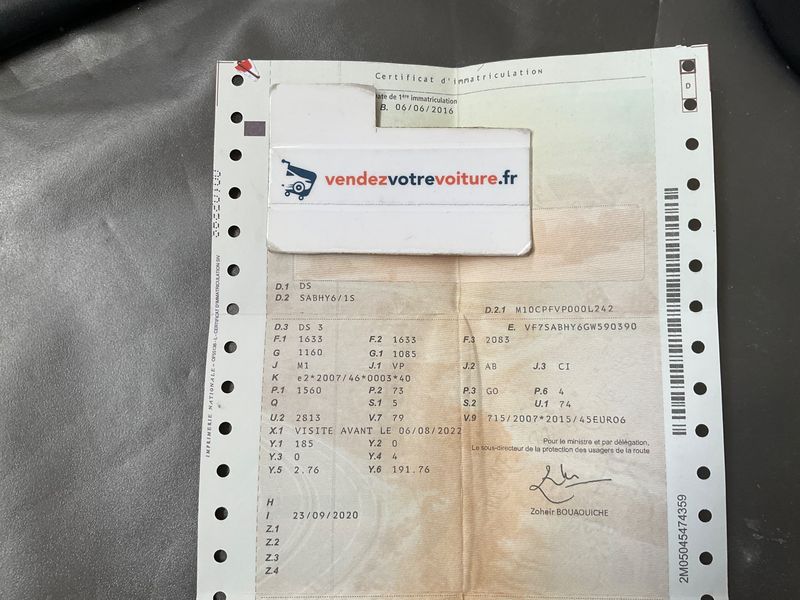 Certificat d'immatriculation
ate de 1ère immatriculation
B. 06/06/2016
D
vendezvotrevoiture.fr
D.1 DS
D.2 SABHY6/1S
D.2.1 M10CPFVP000L242
D.3 DS 3
E. VF7SABHY6GW590390
F.1 1633 F.2 1633 F.3 2083
G 1160 G.1 1085
J M1 J.1 VP J.2 AB J.3 CI
K e2*2007/46*0003*40
P.1 1560 P.2 73 P.3 GO P.6 4
Q S.1 5 S.2 U.1 74
U.2 2813 V.7 79 V.9 715/2007*2015/45EURO6
X.1 VISITE AVANT LE 06/08/2022
Y.1 185 Y.2 0
Y.3 0 Y.4 4
Y.5 2.76 Y.6 191.76
Pour le ministre et par délégation,
Le sous-directeur de la protection des usagers de la route
Zoheir BOUAOUICHE
H
I 23/09/2020
Z.1
Z.2
Z.3
Z.4
2M05045474359